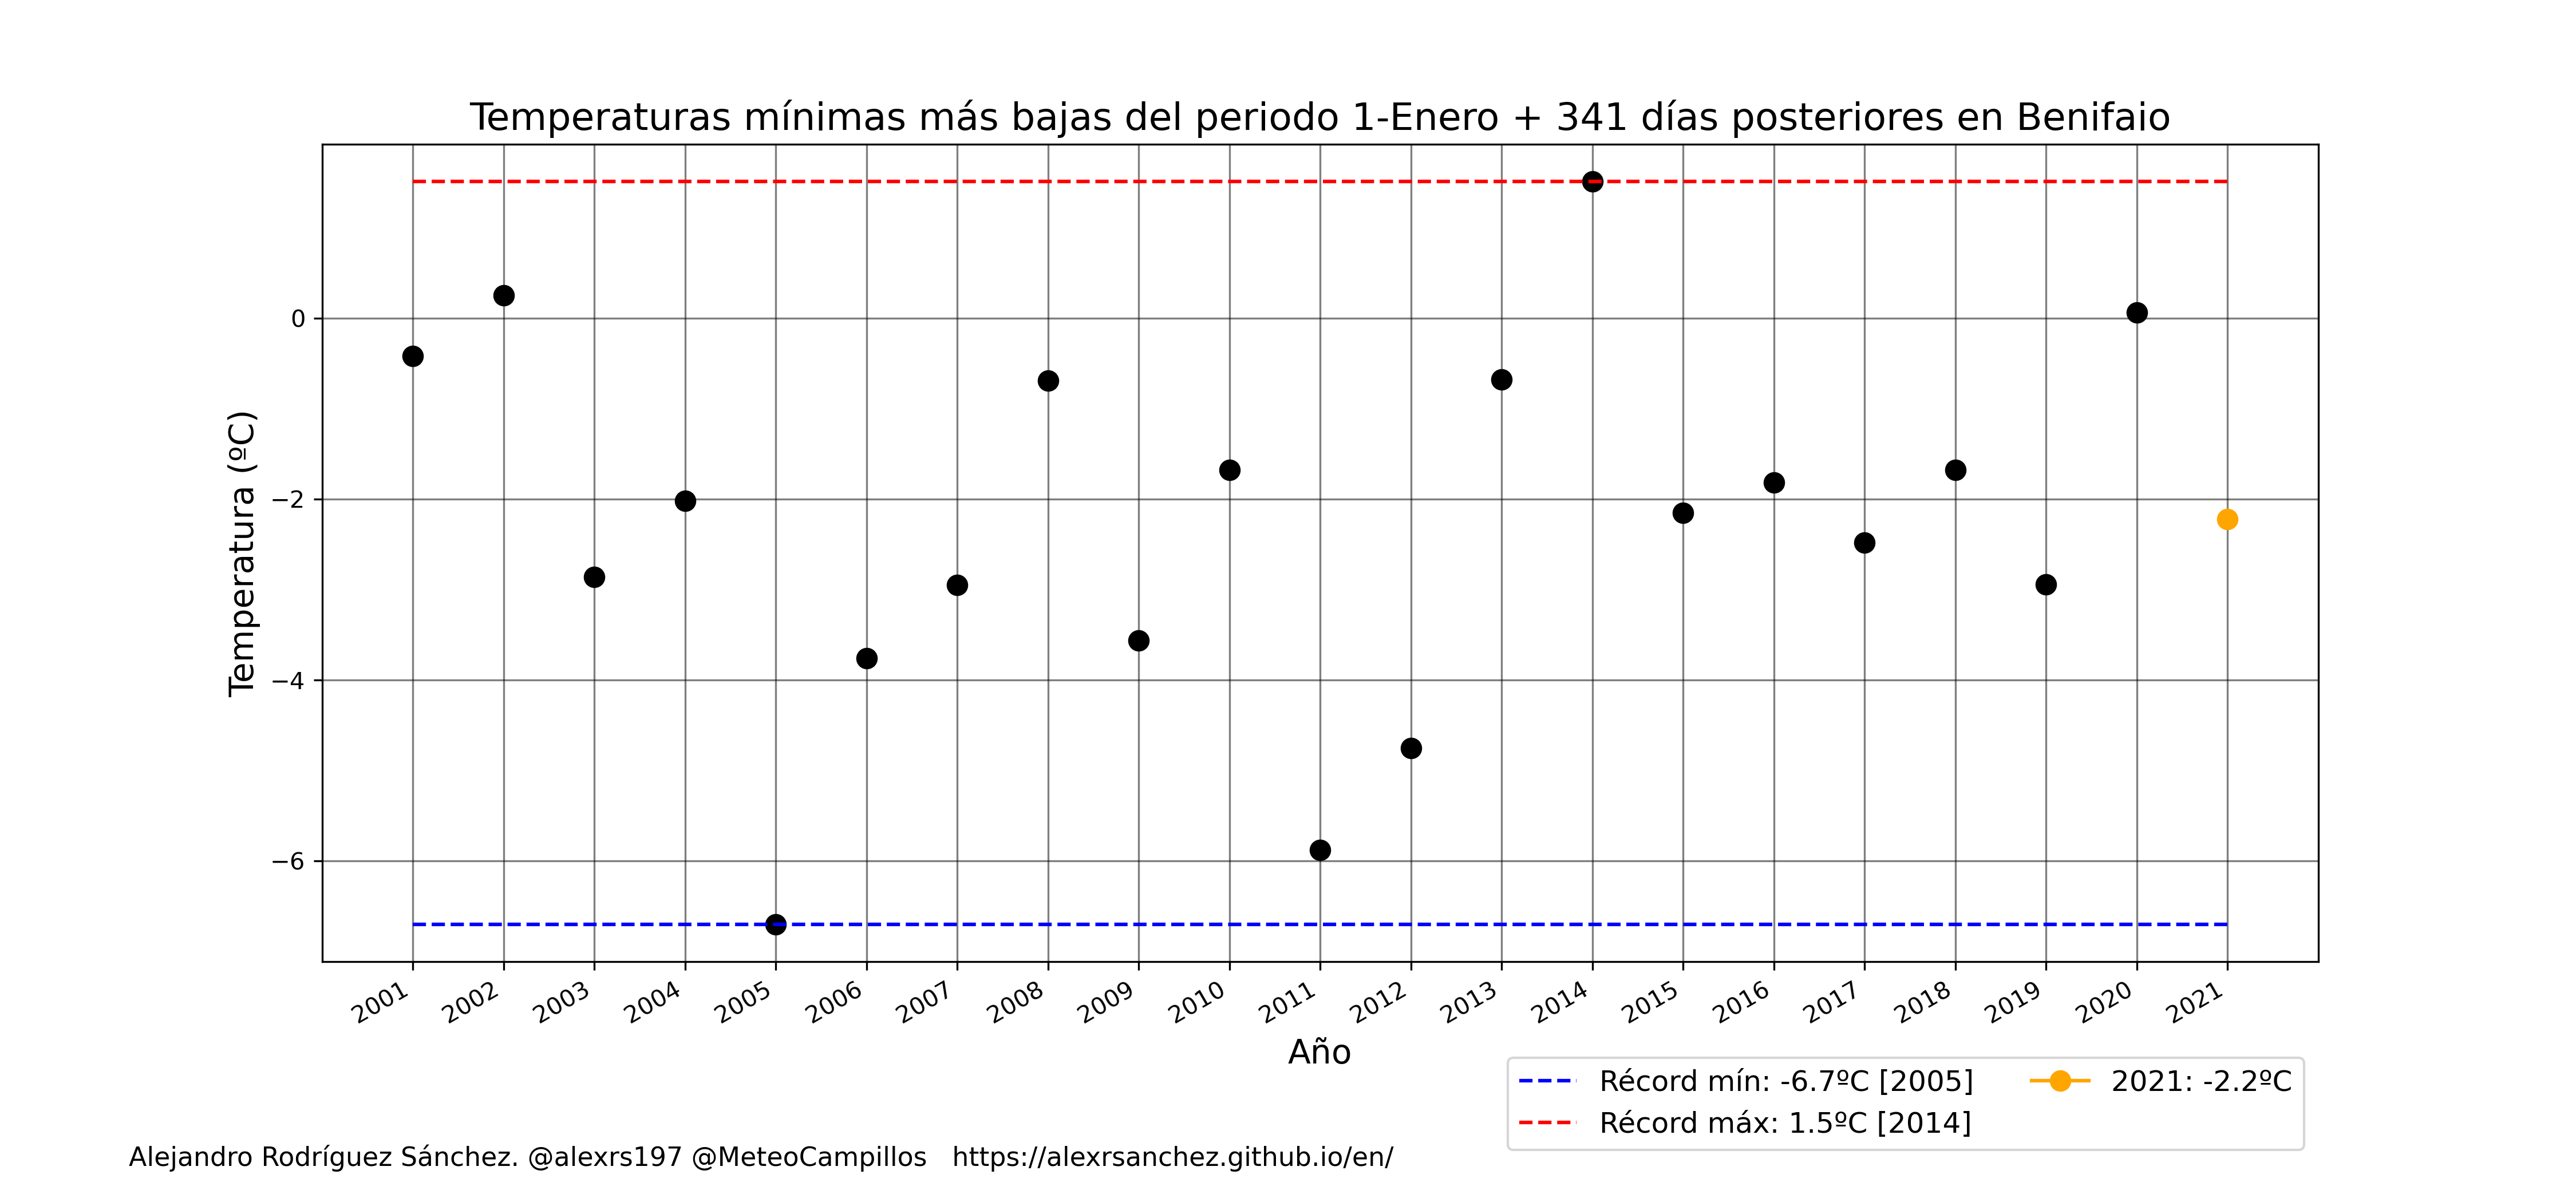 Temperaturas mínimas más bajas del periodo 1-Enero + 341 días posteriores en Benifaio
Temperatura (ºC)
0
−2
−4
−6
2001 2002 2003 2004 2005 2006 2007 2008 2009 2010 2011 2012 2013 2014 2015 2016 2017 2018 2019 2020 2021
Año
Récord mín: -6.7ºC [2005]
Récord máx: 1.5ºC [2014]
2021: -2.2ºC
Alejandro Rodríguez Sánchez. @alexrs197 @MeteoCampillos   https://alexrsanchez.github.io/en/